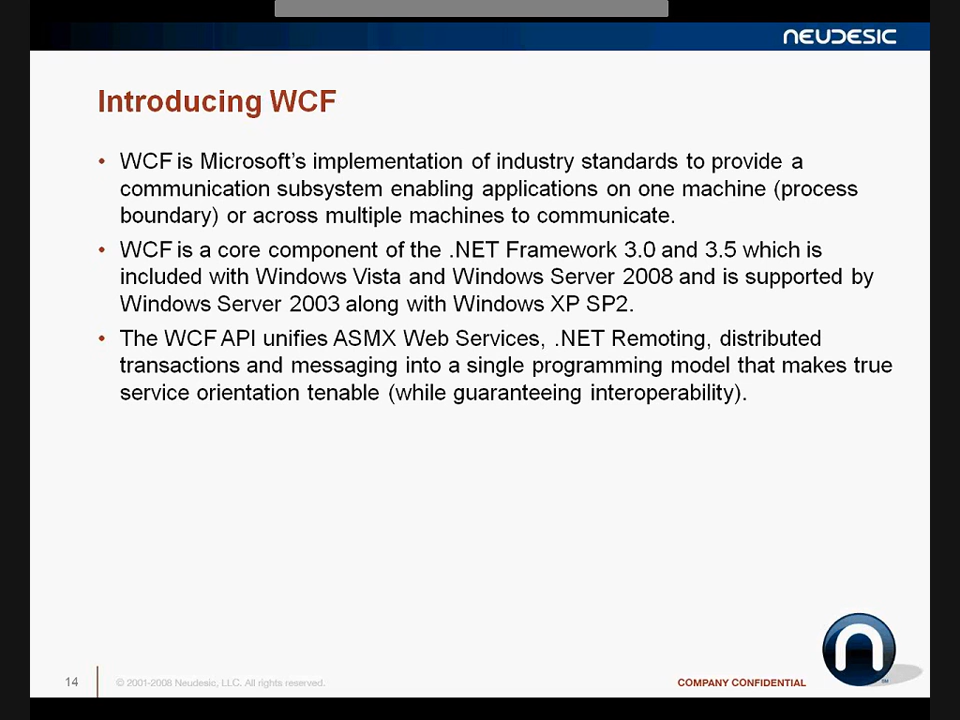 NEUDESIC
Introducing WCF
• WCF is Microsoft's implementation of industry standards to provide a
communication subsystem enabling applications on one machine (process
boundary) or across multiple machines to communicate.
• WCF is a core component of the .NET Framework 3.0 and 3.5 which is
included with Windows Vista and Windows Server 2008 and is supported by
Windows Server 2003 along with Windows XP SP2.
• The WCF API unifies ASMX Web Services, .NET Remoting, distributed
transactions and messaging into a single programming model that makes true
service orientation tenable (while guaranteeing interoperability).
14
© 2001-2008 Neudesic, LLC. All rights reserved.
COMPANY CONFIDENTIAL
n
SM